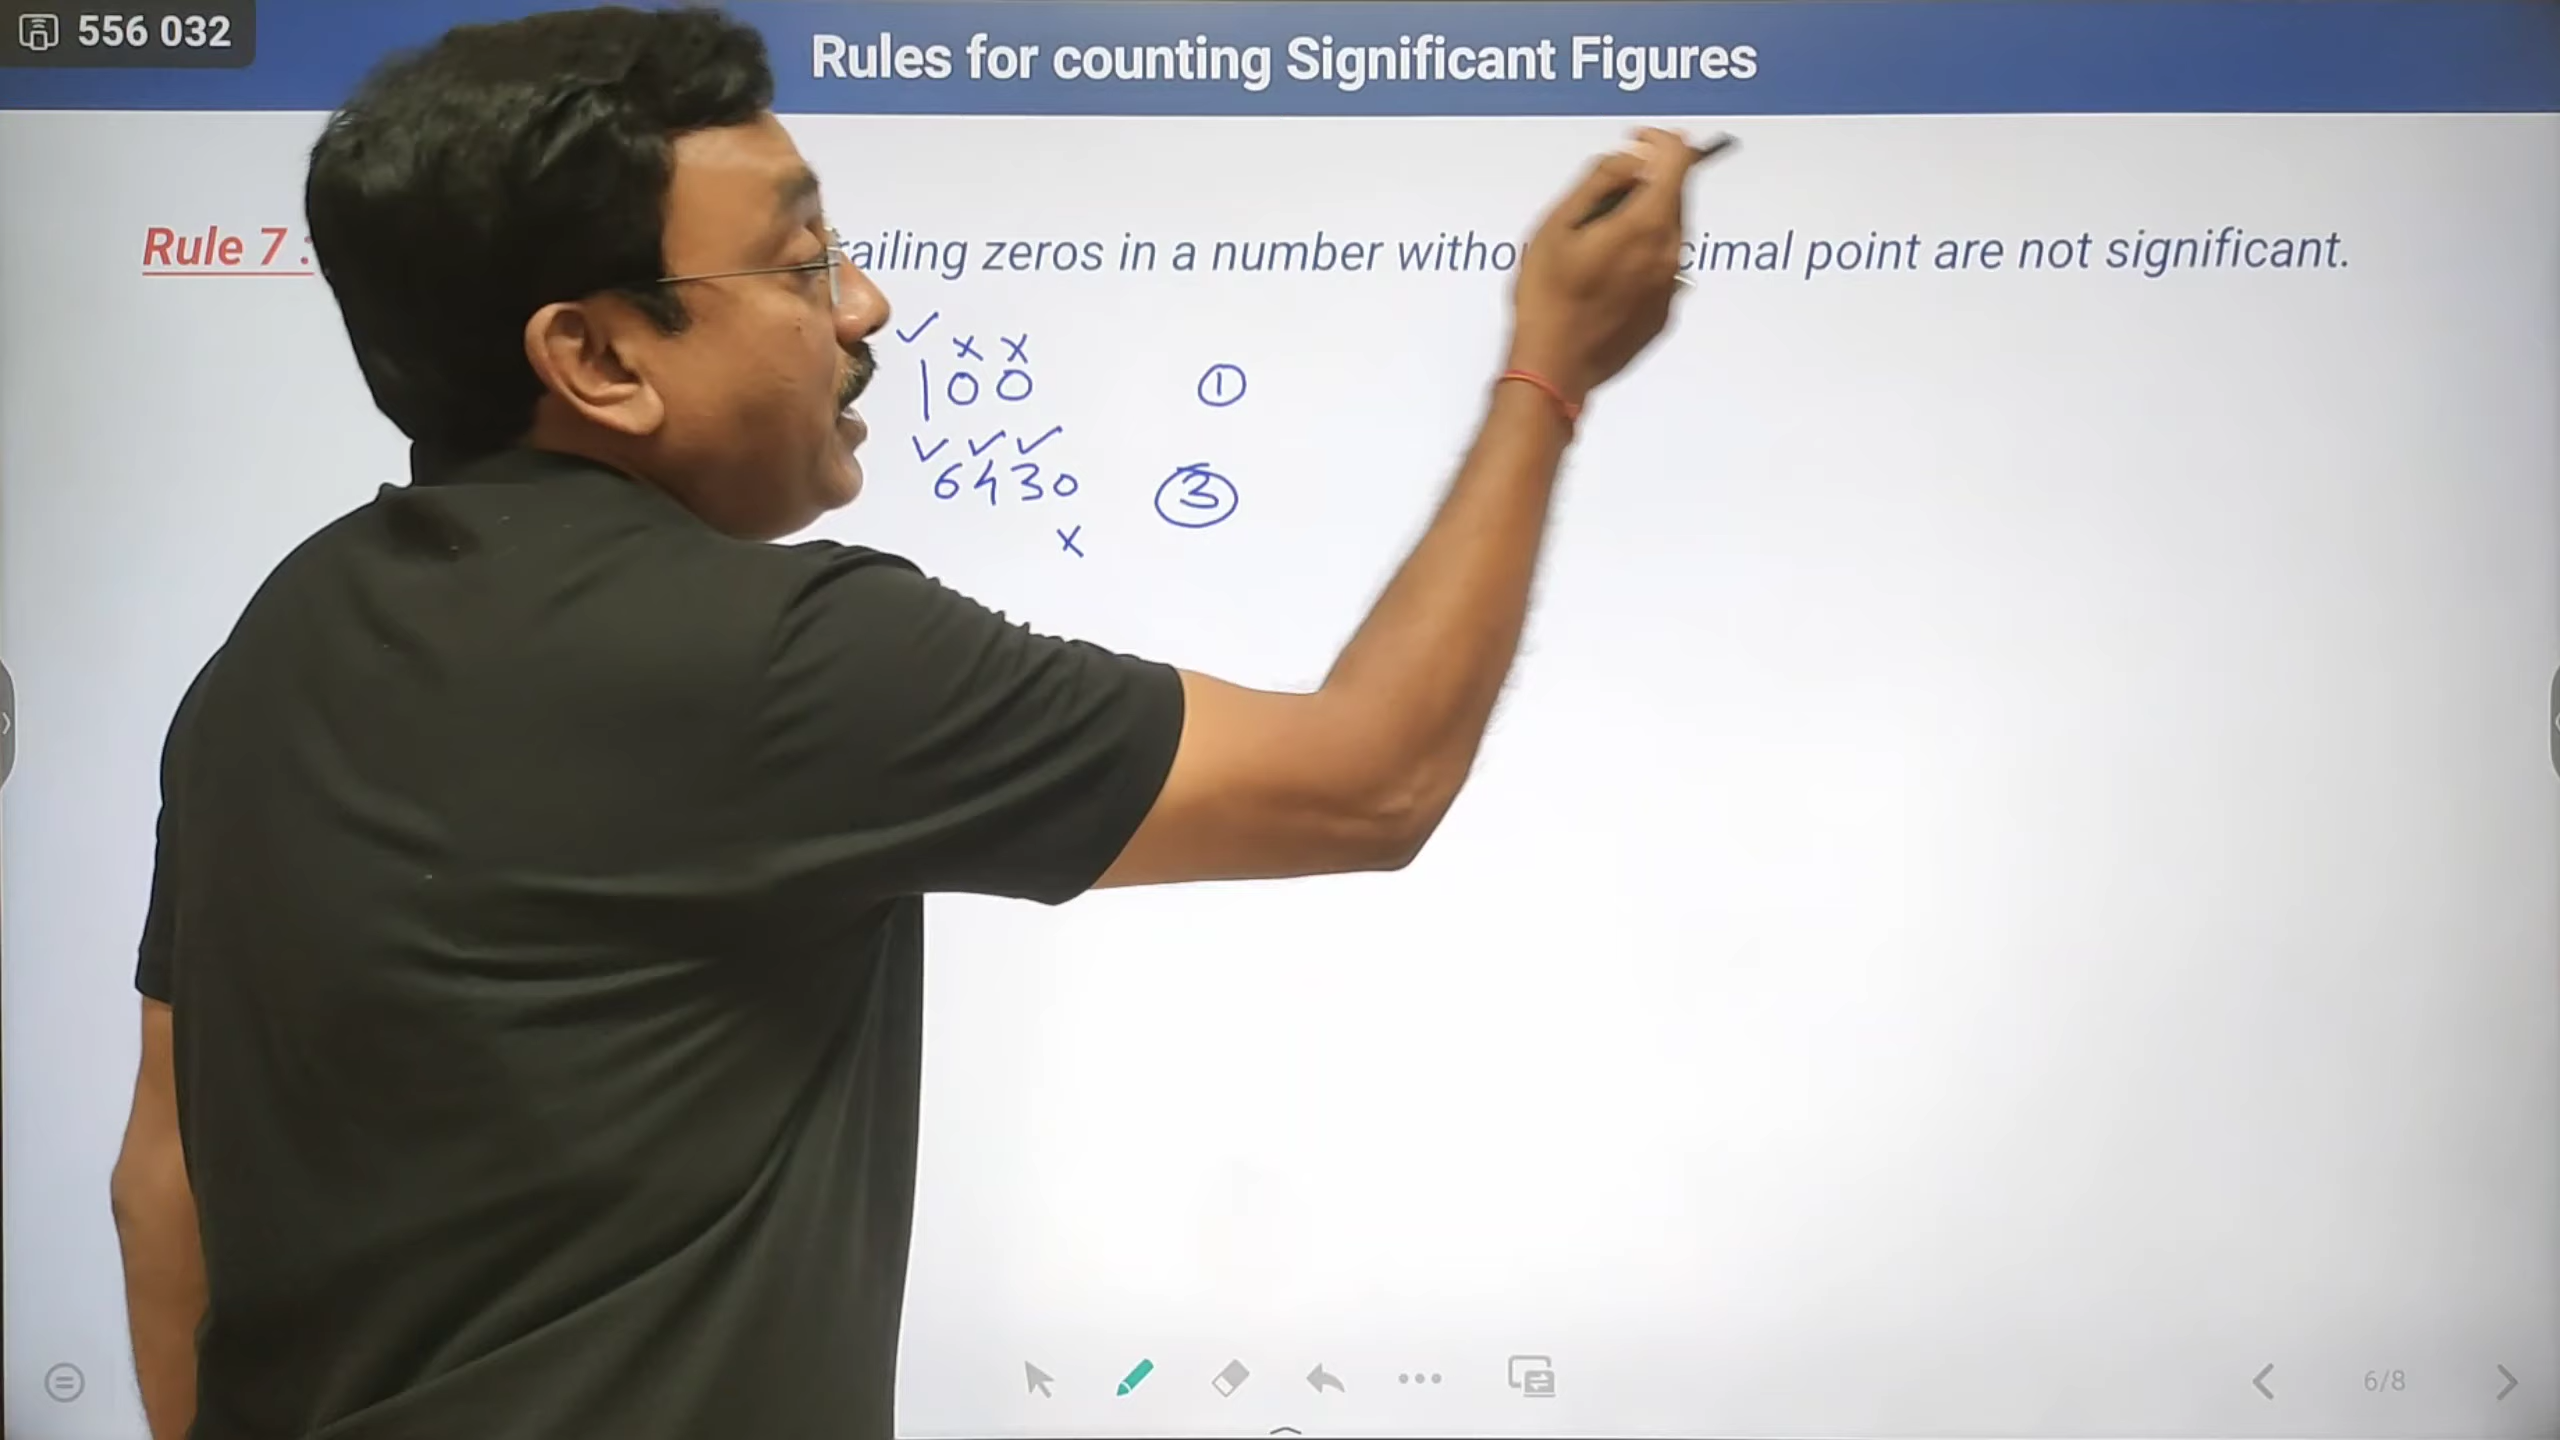 556 032
Rules for counting Significant Figures
Rule 7 : railing zeros in a number withou cimal point are not significant.
✓ x x
100 ①
✓ ✓ ✓
6430 ③
x
6/8